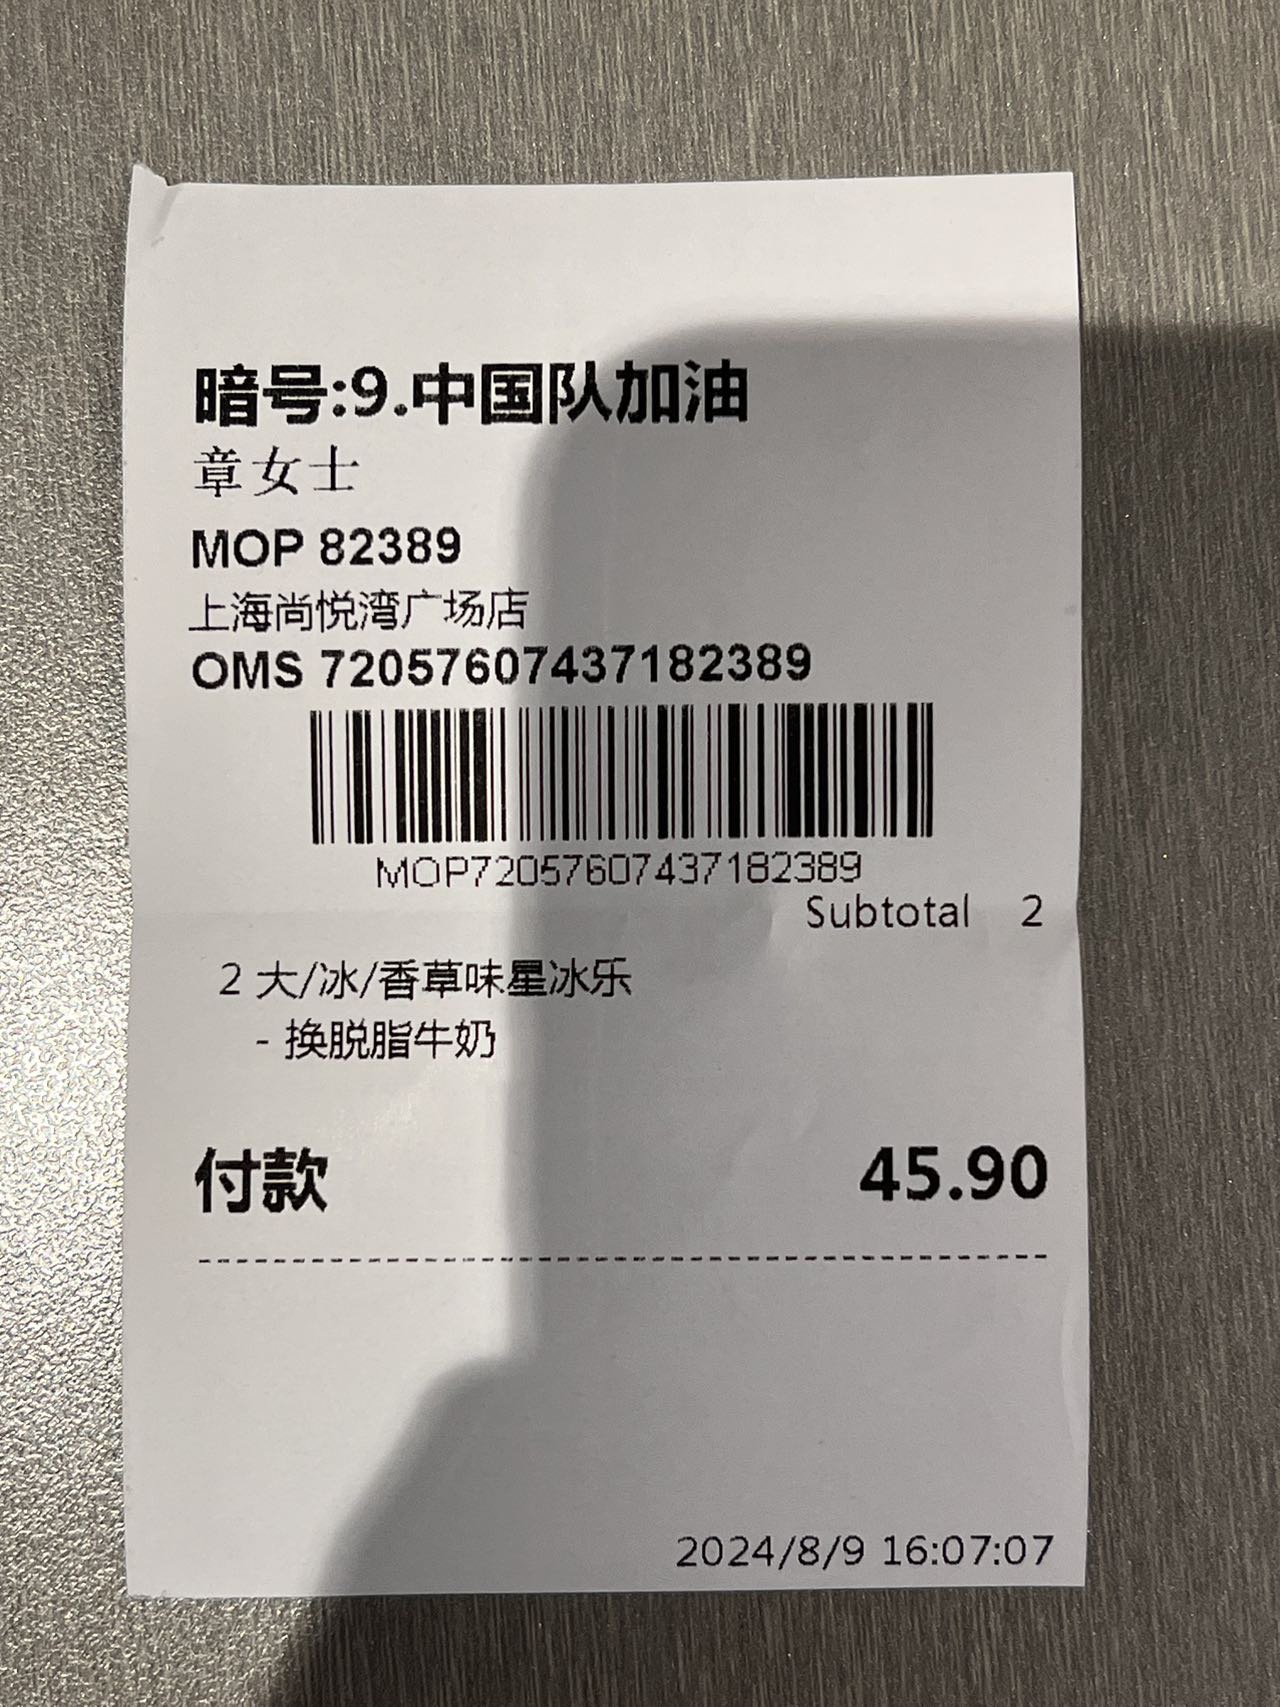 暗号:9.中国队加油
章女士
MOP 82389
上海尚悦湾广场店
OMS 72057607437182389
MOP72057607437182389
Subtotal 2
2 大/冰/香草味星冰乐
- 换脱脂牛奶
付款 45.90
2024/8/9 16:07:07